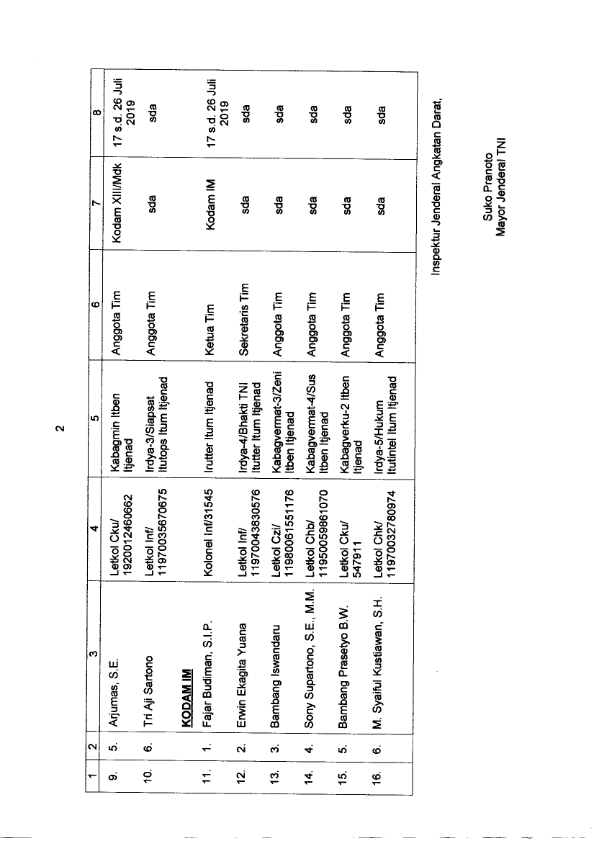 2
1 2 3 4 5 6 7 8
9. 5. Arjumas, S.E. Letkol Cku/ Kabagmin Itben Anggota Tim Kodam XIII/Mdk 17 s.d. 26 Juli
1920012460662 Itjenad 2019
10. 6. Tri Aji Sartono Letkol Inf/ Irdya-3/Siapsat Anggota Tim sda sda
11970035670675 Itutops Itum Itjenad
KODAM IM
11. 1. Fajar Budiman, S.I.P. Kolonel Inf/31545 Irutter Itum Itjenad Ketua Tim Kodam IM 17 s.d. 26 Juli
2019
12. 2. Erwin Ekagita Yuana Letkol Inf/ Irdya-4/Bhakti TNI Sekretaris Tim sda sda
11970043830576 Itutter Itum Itjenad
13. 3. Bambang Iswandaru Letkol Czi/ Kabagvermat-3/Zeni Anggota Tim sda sda
11980061551176 Itben Itjenad
14. 4. Sony Supartono, S.E., M.M. Letkol Chb/ Kabagvermat-4/Sus Anggota Tim sda sda
11950059861070 Itben Itjenad
15. 5. Bambang Prasetyo B.W. Letkol Cku/ Kabagverku-2 Itben Anggota Tim sda sda
547911 Itjenad
16. 6. M. Syaiful Kustiawan, S.H. Letkol Chk/ Irdya-5/Hukum Anggota Tim sda sda
11970032780974 Itutintel Itum Itjenad
Inspektur Jenderal Angkatan Darat,
Suko Pranoto
Mayor Jenderal TNI